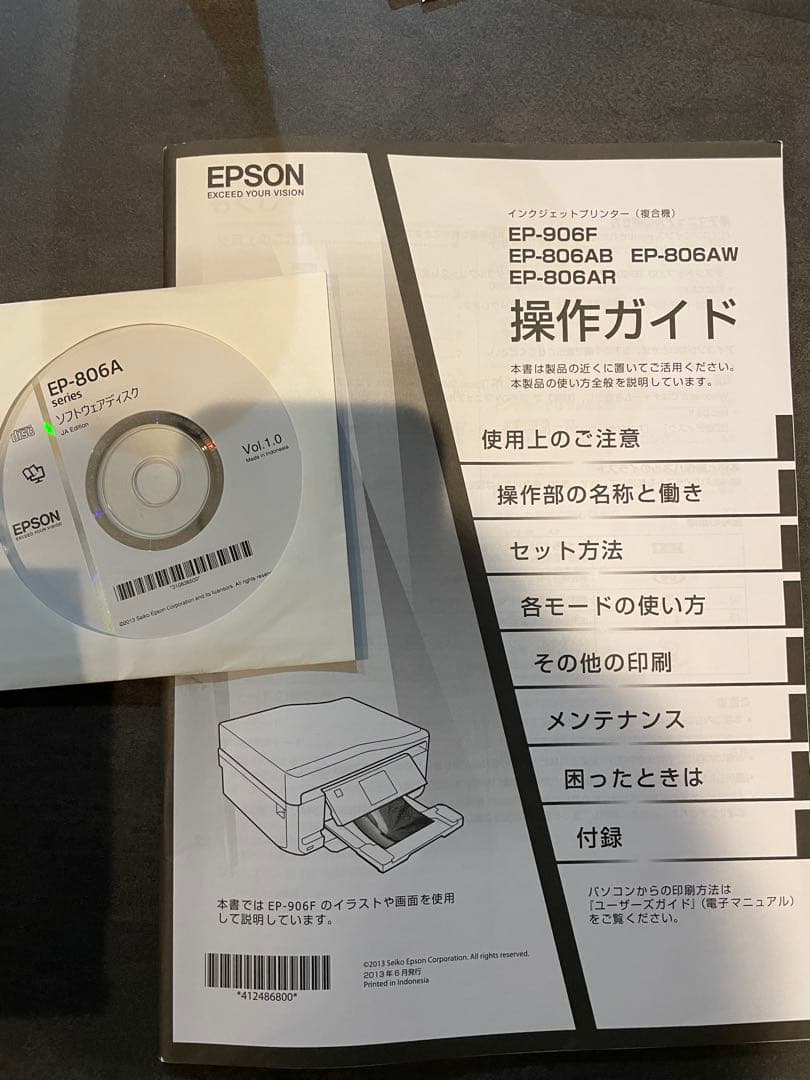 EPSON
EXCEED YOUR VISION
インクジェットプリンター（複合機）
EP-906F
EP-806AB EP-806AW
EP-806AR
操作ガイド
本書は製品の近くに置いてご活用ください。
本製品の使い方全般を説明しています。
使用上のご注意
操作部の名称と働き
セット方法
各モードの使い方
その他の印刷
メンテナンス
困ったときは
付録
パソコンからの印刷方法は
『ユーザーズガイド』（電子マニュアル）
をご覧ください。
本書では EP-906F のイラストや画面を使用
して説明しています。
*412486800*
©2013 Seiko Epson Corporation. All rights reserved.
2013年6月発行
Printed in Indonesia
EP-806A
series
ソフトウェアディスク
JA Edition
disc
Vol.1.0
Made in Indonesia
EPSON
EXCEED YOUR VISION
©2013 Seiko Epson Corporation and its licensors. All rights